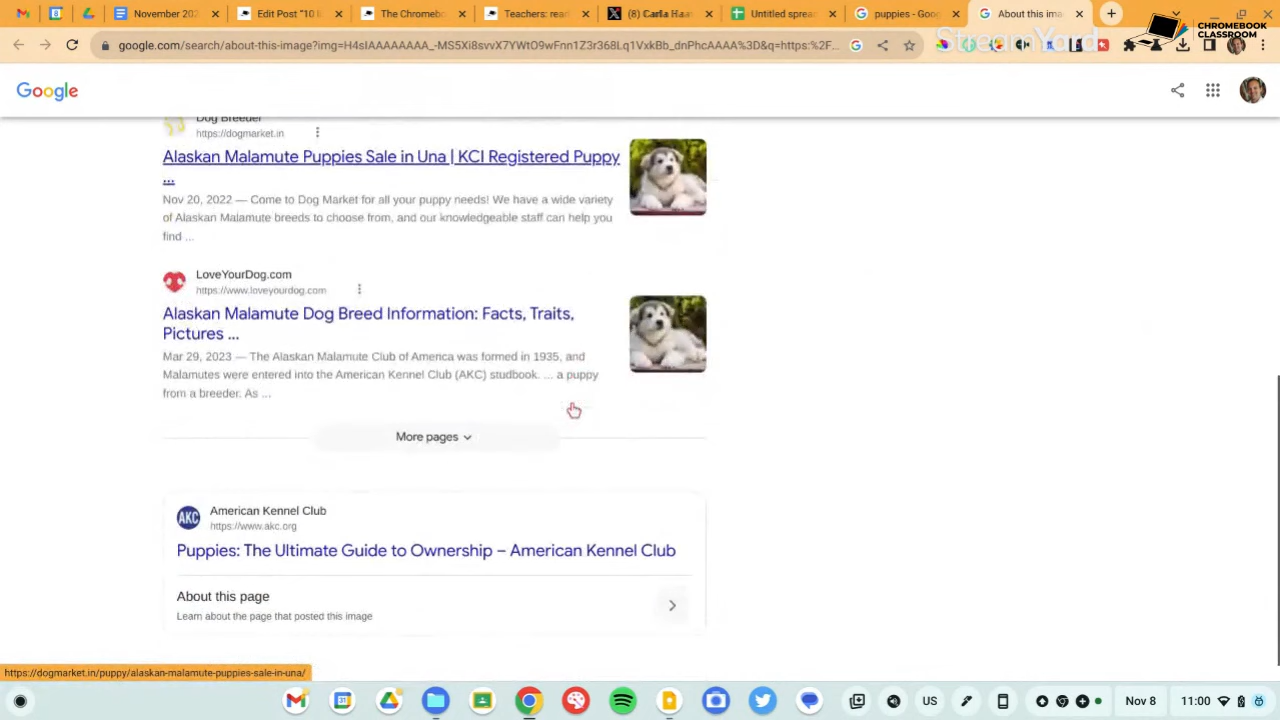 November 202
Edit Post "10 t
The Chromeb
Teachers: rea
(8) Carla
Untitled sprea
puppies - Goog
About this ima
google.com/search/about-this-image?img=H4sIAAAAAAAA_-MS5Xi8svvX7YWtO9wFnn1Z3r368Lq1VxkBb_dnPhcAAAA%3D&q=https:%2F...
StreamYard
CHROMEBOOK
CLASSROOM
Google
Dog Breeder
https://dogmarket.in
Alaskan Malamute Puppies Sale in Una | KCI Registered Puppy
...
Nov 20, 2022 — Come to Dog Market for all your puppy needs! We have a wide variety
of Alaskan Malamute breeds to choose from, and our knowledgeable staff can help you
find ...
LoveYourDog.com
https://www.loveyourdog.com
Alaskan Malamute Dog Breed Information: Facts, Traits,
Pictures ...
Mar 29, 2023 — The Alaskan Malamute Club of America was formed in 1935, and
Malamutes were entered into the American Kennel Club (AKC) studbook. ... a puppy
from a breeder. As ...
More pages
AKC
American Kennel Club
https://www.akc.org
Puppies: The Ultimate Guide to Ownership – American Kennel Club
About this page
Learn about the page that posted this image
https://dogmarket.in/puppy/alaskan-malamute-puppies-sale-in-una/
US
Nov 8
11:00